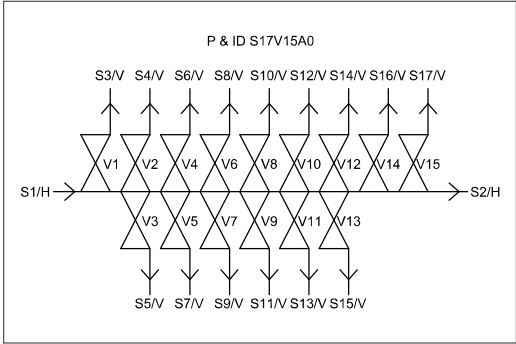 P & ID S17V15A0
S3/V S4/V S6/V S8/V S10/V S12/V S14/V S16/V S17/V
V1 V2 V4 V6 V8 V10 V12 V14 V15
S1/H S2/H
V3 V5 V7 V9 V11 V13
S5/V S7/V S9/V S11/V S13/V S15/V